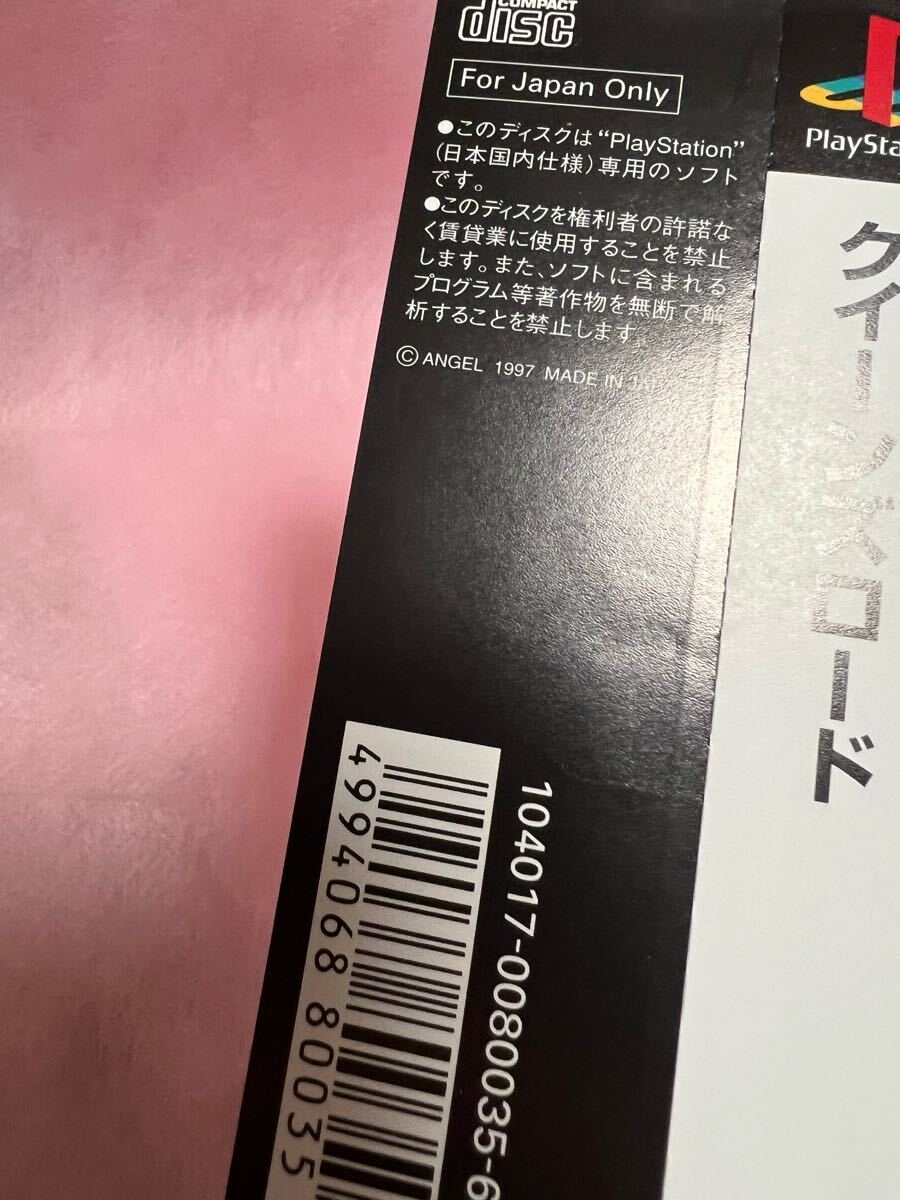 COMPACT
disc
For Japan Only
●このディスクは“PlayStation”
(日本国内仕様)専用のソフト
です。
●このディスクを権利者の許諾な
く賃貸業に使用することを禁止
します。また、ソフトに含まれる
プログラム等著作物を無断で解
析することを禁止します。
© ANGEL 1997 MADE IN
4994068 80035
104017-0080035-6
クイーンズロード